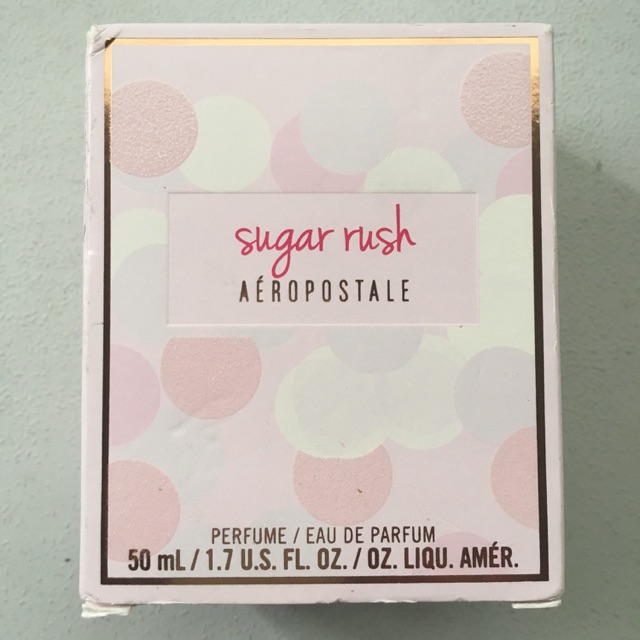 sugar rush
AÉROPOSTALE
PERFUME / EAU DE PARFUM
50 mL / 1.7 U.S. FL. OZ. / OZ. LIQU. AMÉR.